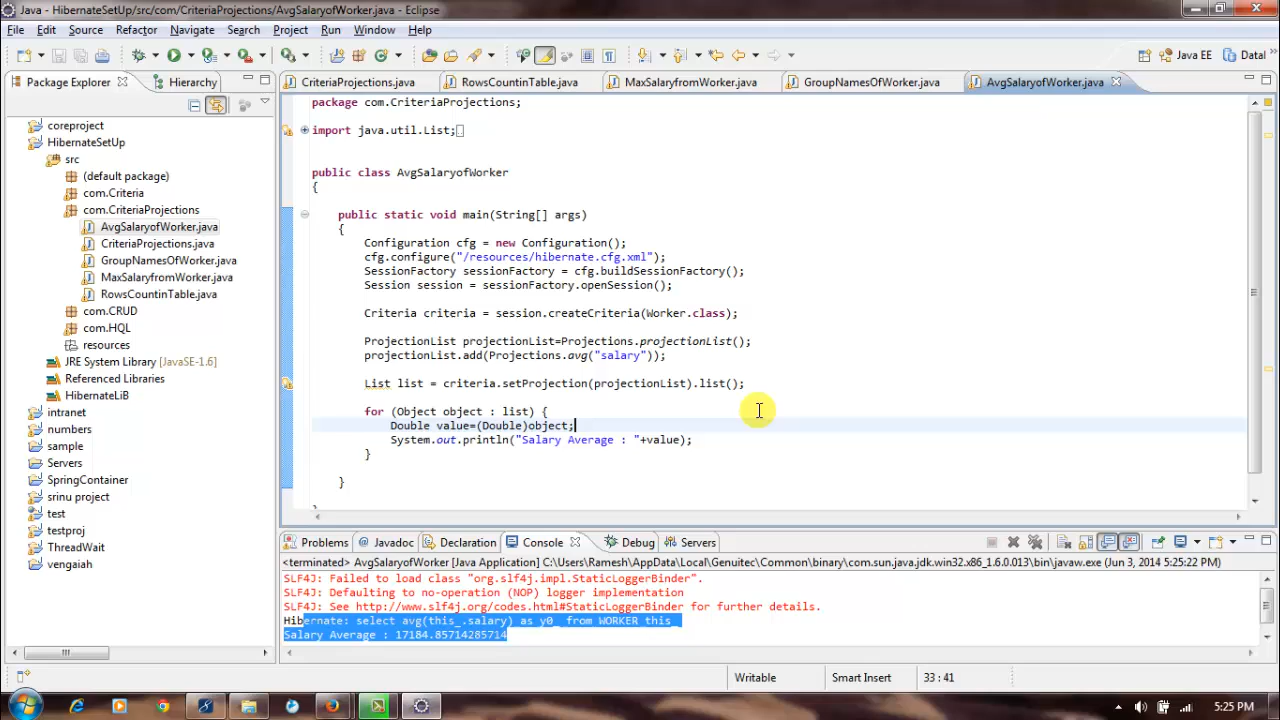 Java - HibernateSetUp/src/com/CriteriaProjections/AvgSalaryofWorker.java - Eclipse
File Edit Source Refactor Navigate Search Project Run Window Help
Java EE Databl
Package Explorer Hierarchy
CriteriaProjections.java RowsCountinTable.java MaxSalaryfromWorker.java GroupNamesOfWorker.java AvgSalaryofWorker.java
coreproject
HibernateSetUp
src
(default package)
com.Criteria
com.CriteriaProjections
AvgSalaryofWorker.java
CriteriaProjections.java
GroupNamesOfWorker.java
MaxSalaryfromWorker.java
RowsCountinTable.java
com.CRUD
com.HQL
resources
JRE System Library [JavaSE-1.6]
Referenced Libraries
HibernateLiB
intranet
numbers
sample
Servers
SpringContainer
srinu project
test
testproj
ThreadWait
vengaiah
package com.CriteriaProjections;
import java.util.List;
public class AvgSalaryofWorker
{
public static void main(String[] args)
{
Configuration cfg = new Configuration();
cfg.configure("/resources/hibernate.cfg.xml");
SessionFactory sessionFactory = cfg.buildSessionFactory();
Session session = sessionFactory.openSession();
Criteria criteria = session.createCriteria(Worker.class);
ProjectionList projectionList=Projections.projectionList();
projectionList.add(Projections.avg("salary"));
List list = criteria.setProjection(projectionList).list();
for (Object object : list) {
Double value=(Double)object;
System.out.println("Salary Average : "+value);
}
}
Problems Javadoc Declaration Console Debug Servers
<terminated> AvgSalaryofWorker [Java Application] C:\Users\Ramesh\AppData\Local\Genuitec\Common\binary\com.sun.java.jdk.win32.x86_1.6.0.013\bin\javaw.exe (Jun 3, 2014 5:25:22 PM)
SLF4J: Failed to load class "org.slf4j.impl.StaticLoggerBinder".
SLF4J: Defaulting to no-operation (NOP) logger implementation
SLF4J: See http://www.slf4j.org/codes.html#StaticLoggerBinder for further details.
Hibernate: select avg(this_.salary) as y0_ from WORKER this_
Salary Average : 17184.85714285714
Writable Smart Insert 33 : 41
5:25 PM